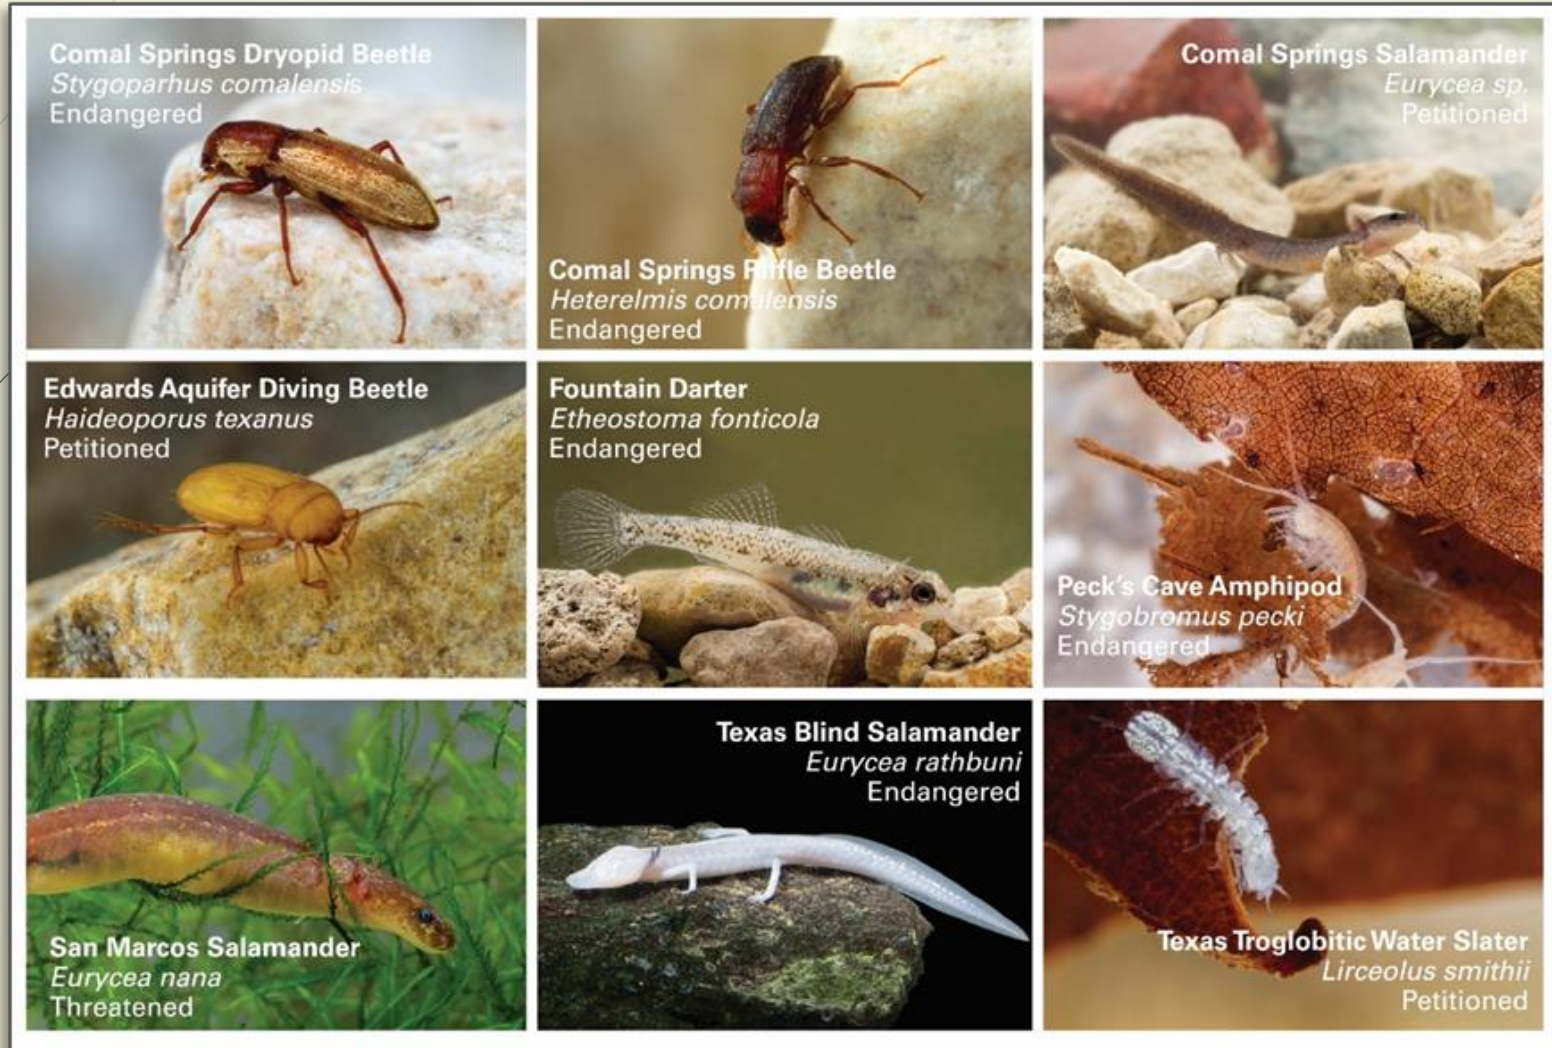 Comal Springs Dryopid Beetle
Stygoparhus comalensis
Endangered
Comal Springs Riffle Beetle
Heterelmis comalensis
Endangered
Comal Springs Salamander
Eurycea sp.
Petitioned
Edwards Aquifer Diving Beetle
Haideoporus texanus
Petitioned
Fountain Darter
Etheostoma fonticola
Endangered
Peck's Cave Amphipod
Stygobromus pecki
Endangered
San Marcos Salamander
Eurycea nana
Threatened
Texas Blind Salamander
Eurycea rathbuni
Endangered
Texas Troglobitic Water Slater
Lirceolus smithii
Petitioned